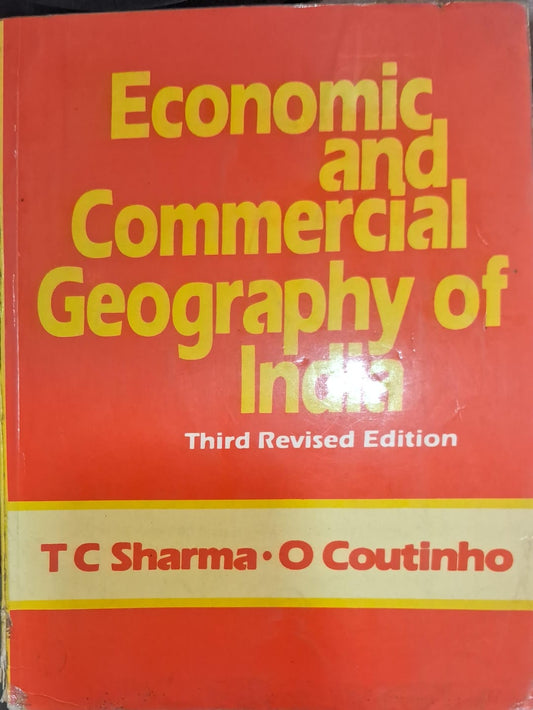 Economic
and
Commercial
Geography of
India
Third Revised Edition
T C Sharma · O Coutinho